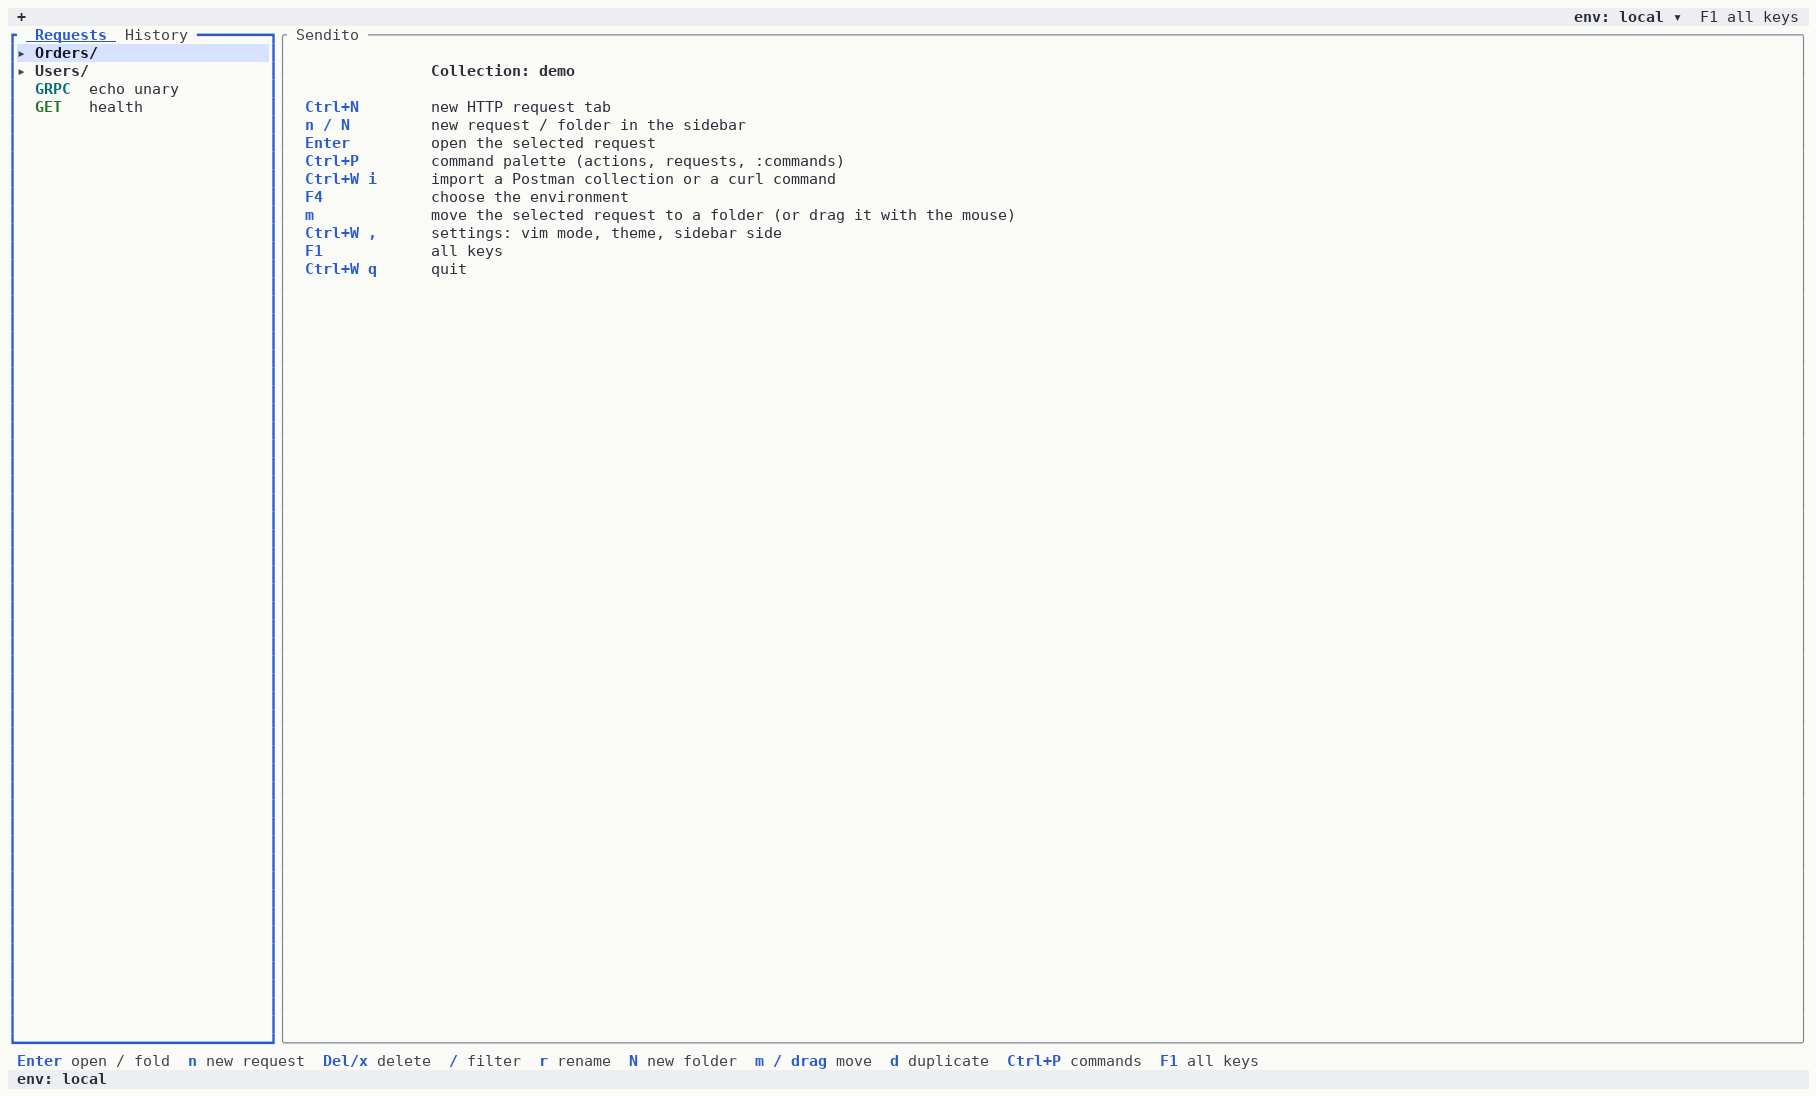 + env: local ▾ F1 all keys
Requests History
▸ Orders/
▸ Users/
GRPC echo unary
GET health
Sendito
Collection: demo
Ctrl+N new HTTP request tab
n / N new request / folder in the sidebar
Enter open the selected request
Ctrl+P command palette (actions, requests, :commands)
Ctrl+W i import a Postman collection or a curl command
F4 choose the environment
m move the selected request to a folder (or drag it with the mouse)
Ctrl+W , settings: vim mode, theme, sidebar side
F1 all keys
Ctrl+W q quit
Enter open / fold n new request Del/x delete / filter r rename N new folder m / drag move d duplicate Ctrl+P commands F1 all keys
env: local